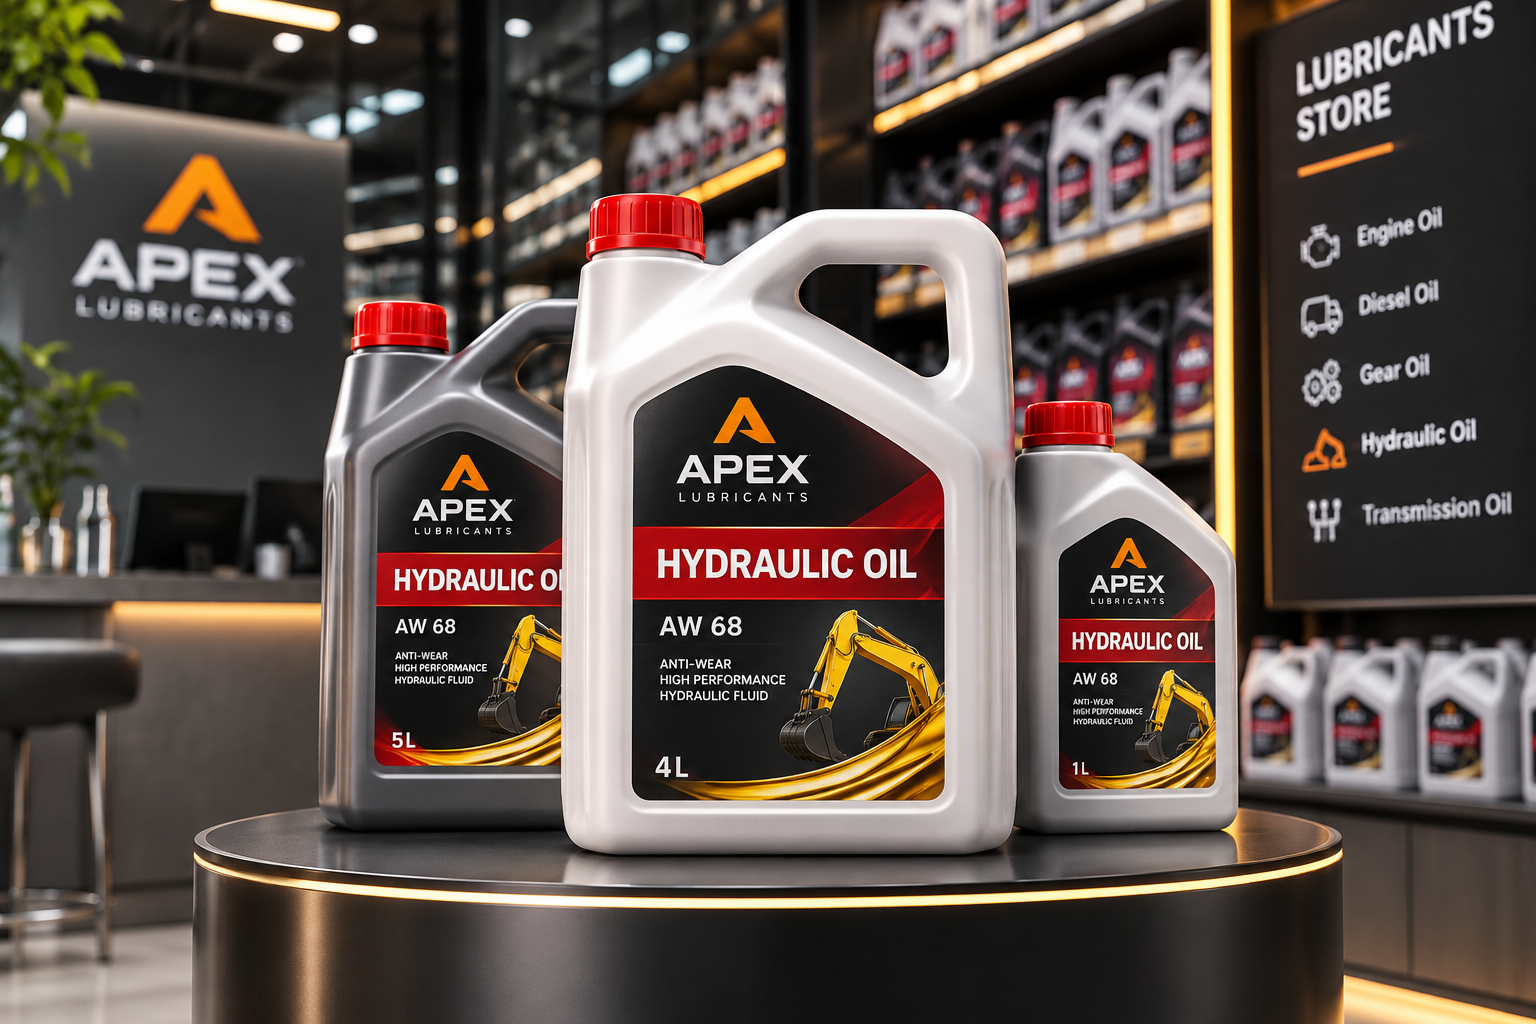 APEX
LUBRICANTS
LUBRICANTS
STORE
Engine Oil
Diesel Oil
Gear Oil
Hydraulic Oil
Transmission Oil
APEX
LUBRICANTS
HYDRAULIC OI
AW 68
ANTI-WEAR
HIGH PERFORMANCE
HYDRAULIC FLUID
5L
APEX
LUBRICANTS
HYDRAULIC OIL
AW 68
ANTI-WEAR
HIGH PERFORMANCE
HYDRAULIC FLUID
4L
APEX
LUBRICANTS
HYDRAULIC OIL
AW 68
ANTI-WEAR
HIGH PERFORMANCE
HYDRAULIC FLUID
1L